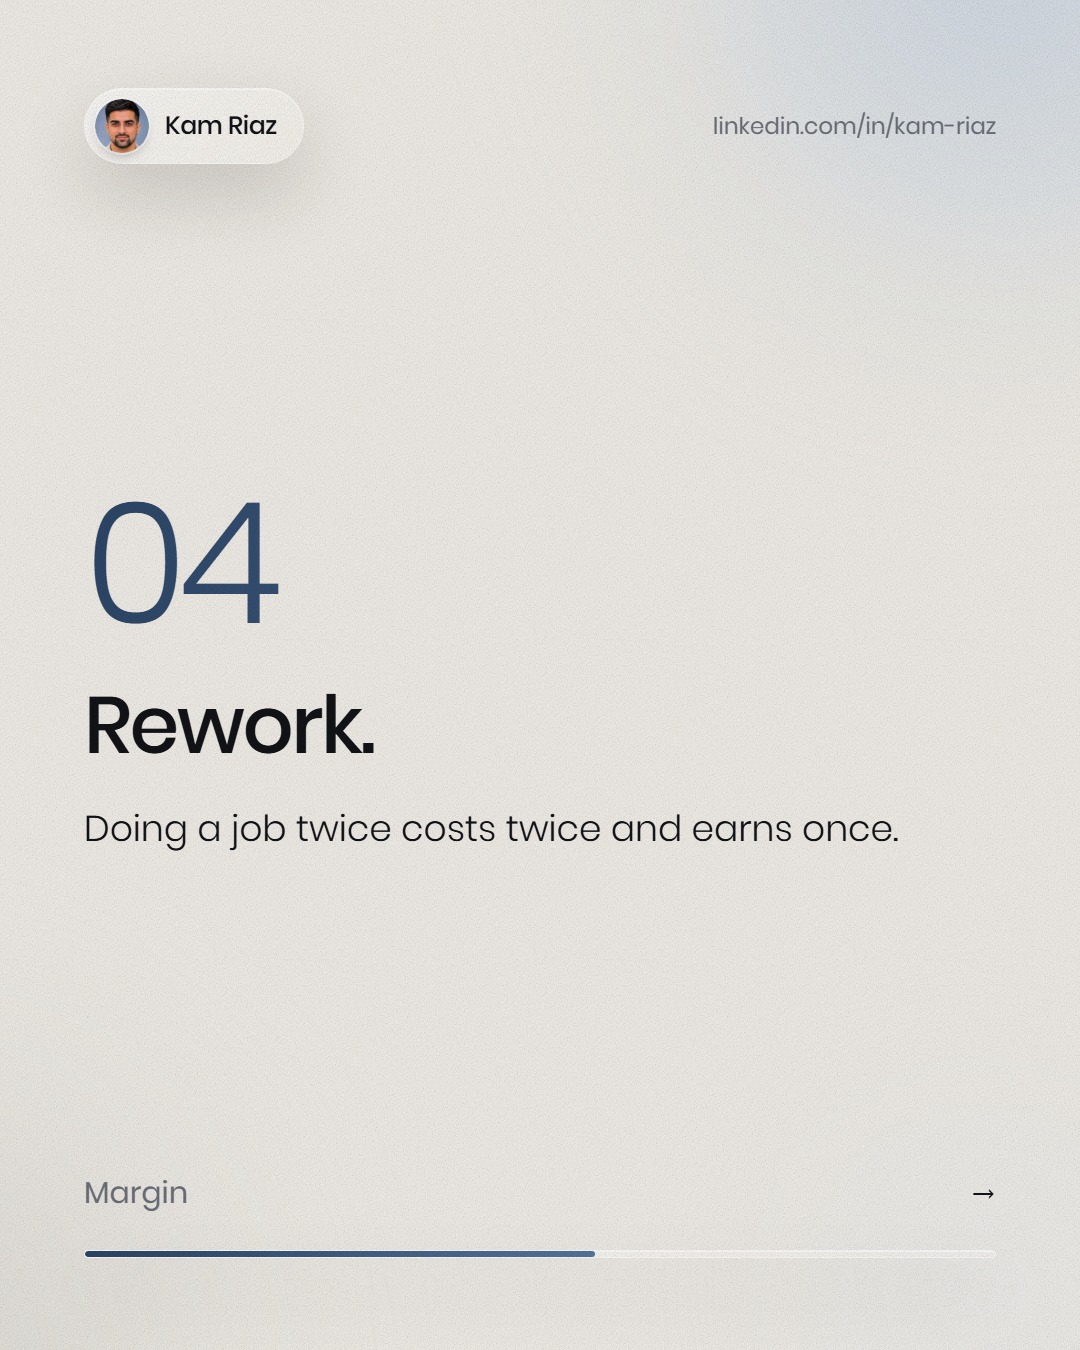 Kam Riaz
linkedin.com/in/kam-riaz
04
Rework.
Doing a job twice costs twice and earns once.
Margin
→